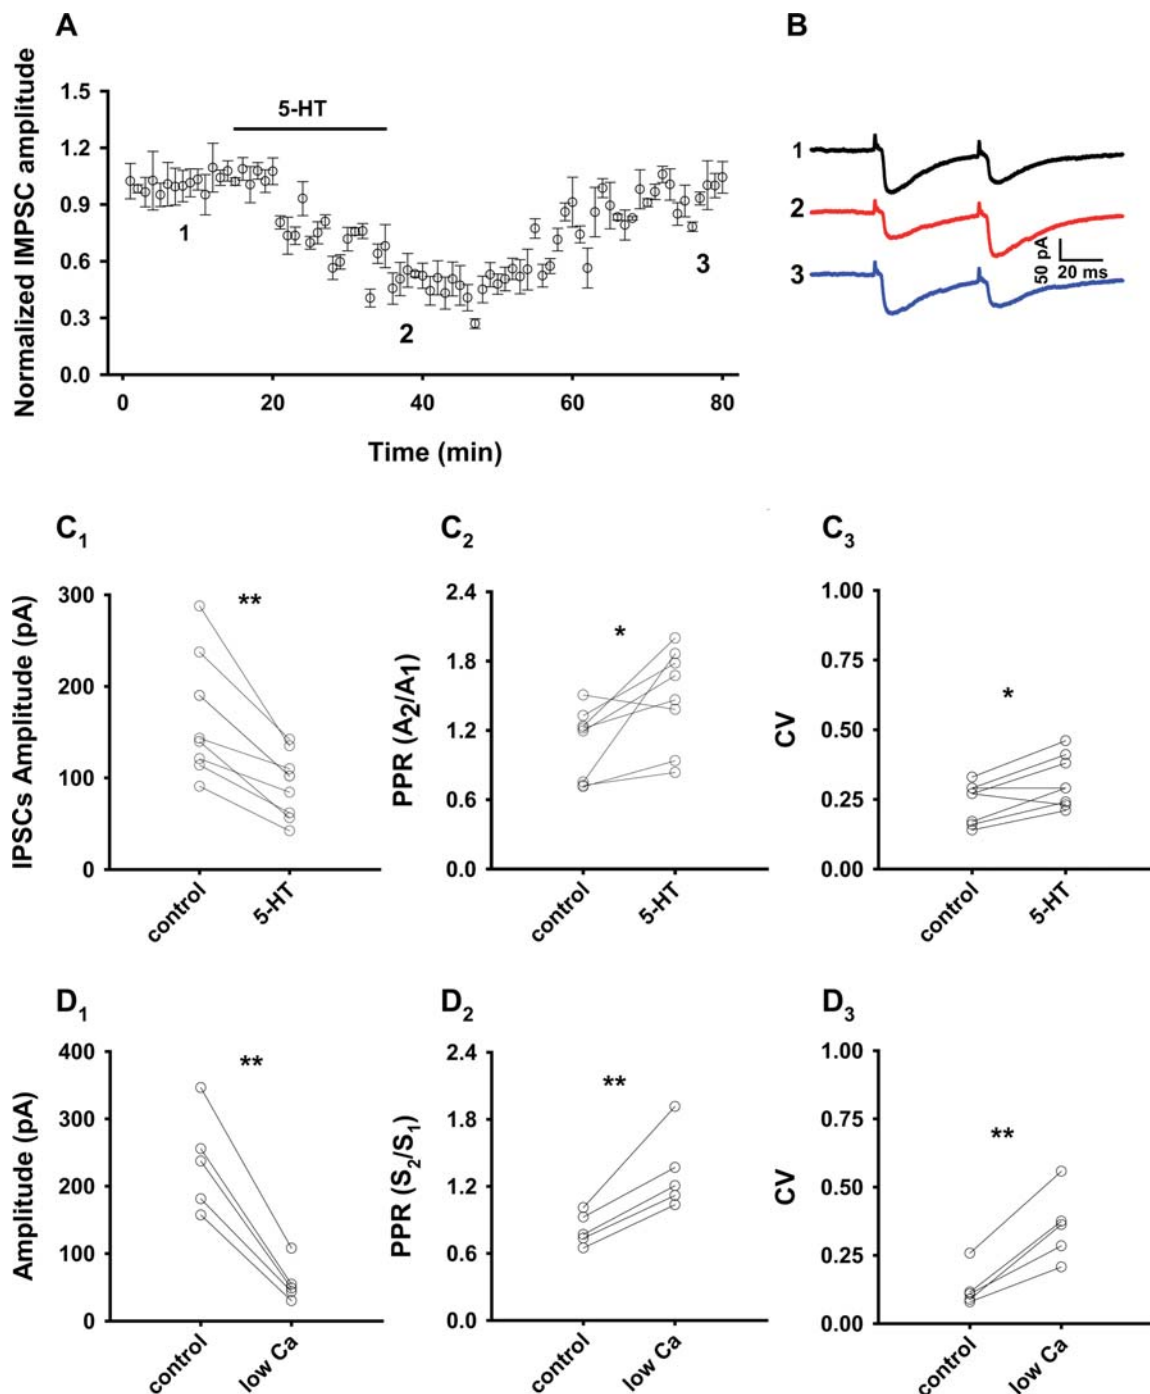 A
Normalized IMPSC amplitude
1.5
1.2
0.9
0.6
0.3
0.0
5-HT
1
2
3
0
20
40
60
80
Time (min)
B
1
2
3
50 pA
20 ms
C1
IPSCs Amplitude (pA)
300
200
100
0
**
control
5-HT
C2
PPR (A2/A1)
2.4
1.8
1.2
0.6
0.0
*
control
5-HT
C3
CV
1.00
0.75
0.50
0.25
0.00
*
control
5-HT
D1
Amplitude (pA)
400
300
200
100
0
**
control
low Ca
D2
PPR (S2/S1)
2.4
1.8
1.2
0.6
0.0
**
control
low Ca
D3
CV
1.00
0.75
0.50
0.25
0.00
**
control
low Ca